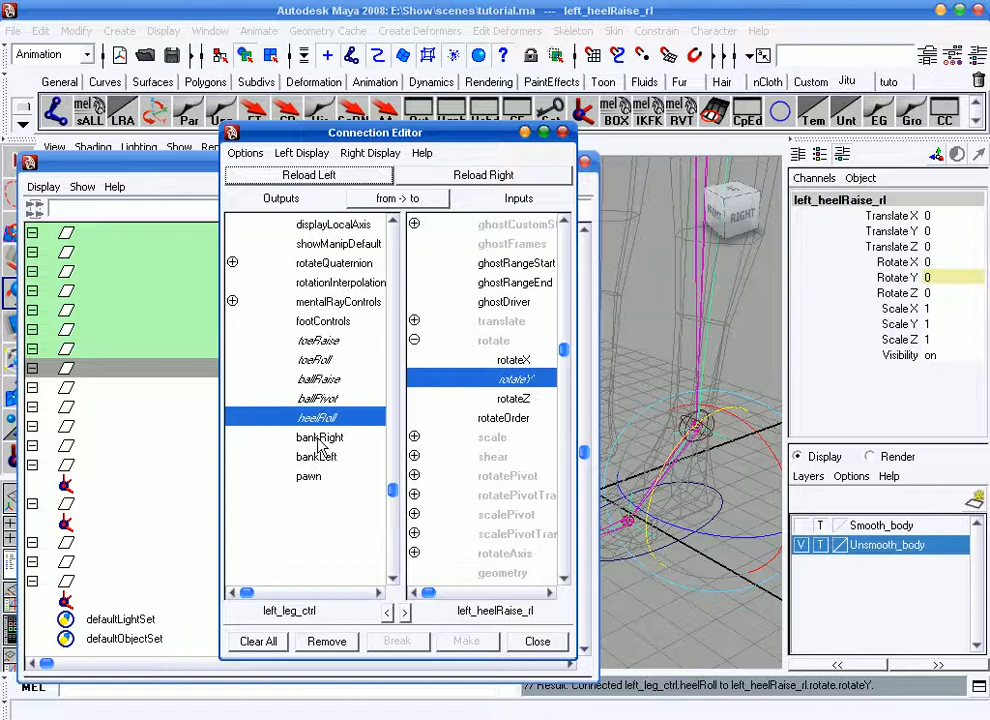 Autodesk Maya 2008: E:\Show\scenes\tutorial.ma --- left_heelRaise_rl
File Edit Modify Create Display Window Animate Geometry Cache Create Deformers Edit Deformers Skeleton Skin Constrain Character Help
Animation
General Curves Surfaces Polygons Subdivs Deformation Animation Dynamics Rendering PaintEffects Toon Fluids Fur Hair nCloth Custom Jitu tuto
sALL LRA Par BOX IKFK RVT CpEd Tem Unt EG Gro CC
View Shading Lighting Show
Connection Editor
Options Left Display Right Display Help
Reload Left Reload Right
Outputs from -> to Inputs
Display Show Help
displayLocalAxis
showManipDefault
rotateQuaternion
rotationInterpolation
mentalRayControls
footControls
toeRaise
toeRoll
ballRaise
ballPivot
heelRoll
bankRight
bankLeft
pawn
ghostCustomS
ghostFrames
ghostRangeStart
ghostRangeEnd
ghostDriver
translate
rotate
rotateX
rotateY
rotateZ
rotateOrder
scale
shear
rotatePivot
rotatePivotTra
scalePivot
scalePivotTran
rotateAxis
geometry
left_leg_ctrl < > left_heelRaise_rl
Clear All Remove Break Make Close
defaultLightSet
defaultObjectSet
RIGHT
Channels Object
left_heelRaise_rl
Translate X 0
Translate Y 0
Translate Z 0
Rotate X 0
Rotate Y 0
Rotate Z 0
Scale X 1
Scale Y 1
Scale Z 1
Visibility on
Display Render
Layers Options Help
T Smooth_body
V T Unsmooth_body
<< >>
MEL // Result: Connected left_leg_ctrl.heelRoll to left_heelRaise_rl.rotate.rotateY.